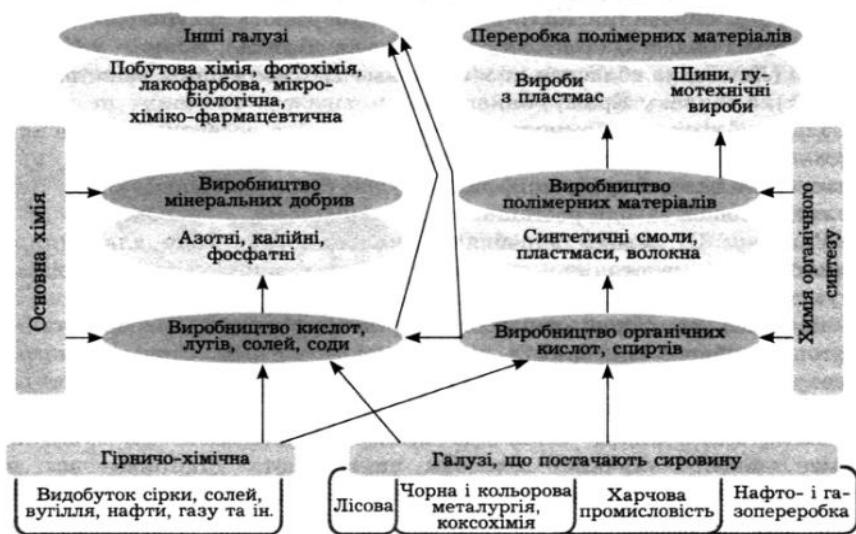 Інші галузі
Побутова хімія, фотохімія,
лакофарбова, мікро-
біологічна,
хіміко-фармацевтична
Переробка полімерних матеріалів
Вироби
з пластмас
Шини, гу-
мотехнічні
вироби
Основна хімія
Виробництво
мінеральних добрив
Азотні, калійні,
фосфатні
Виробництво
полімерних матеріалів
Синтетичні смоли,
пластмаси, волокна
Химія органічного
синтезу
Виробництво кислот,
лугів, солей, соди
Виробництво органічних
кислот, спиртів
Гірничо-хімічна
Видобуток сірки, солей,
вугілля, нафти, газу та ін.
Галузі, що постачають сировину
Лісова
Чорна і кольорова
металургія,
коксохімія
Харчова
промисловість
Нафто- і га-
зопереробка